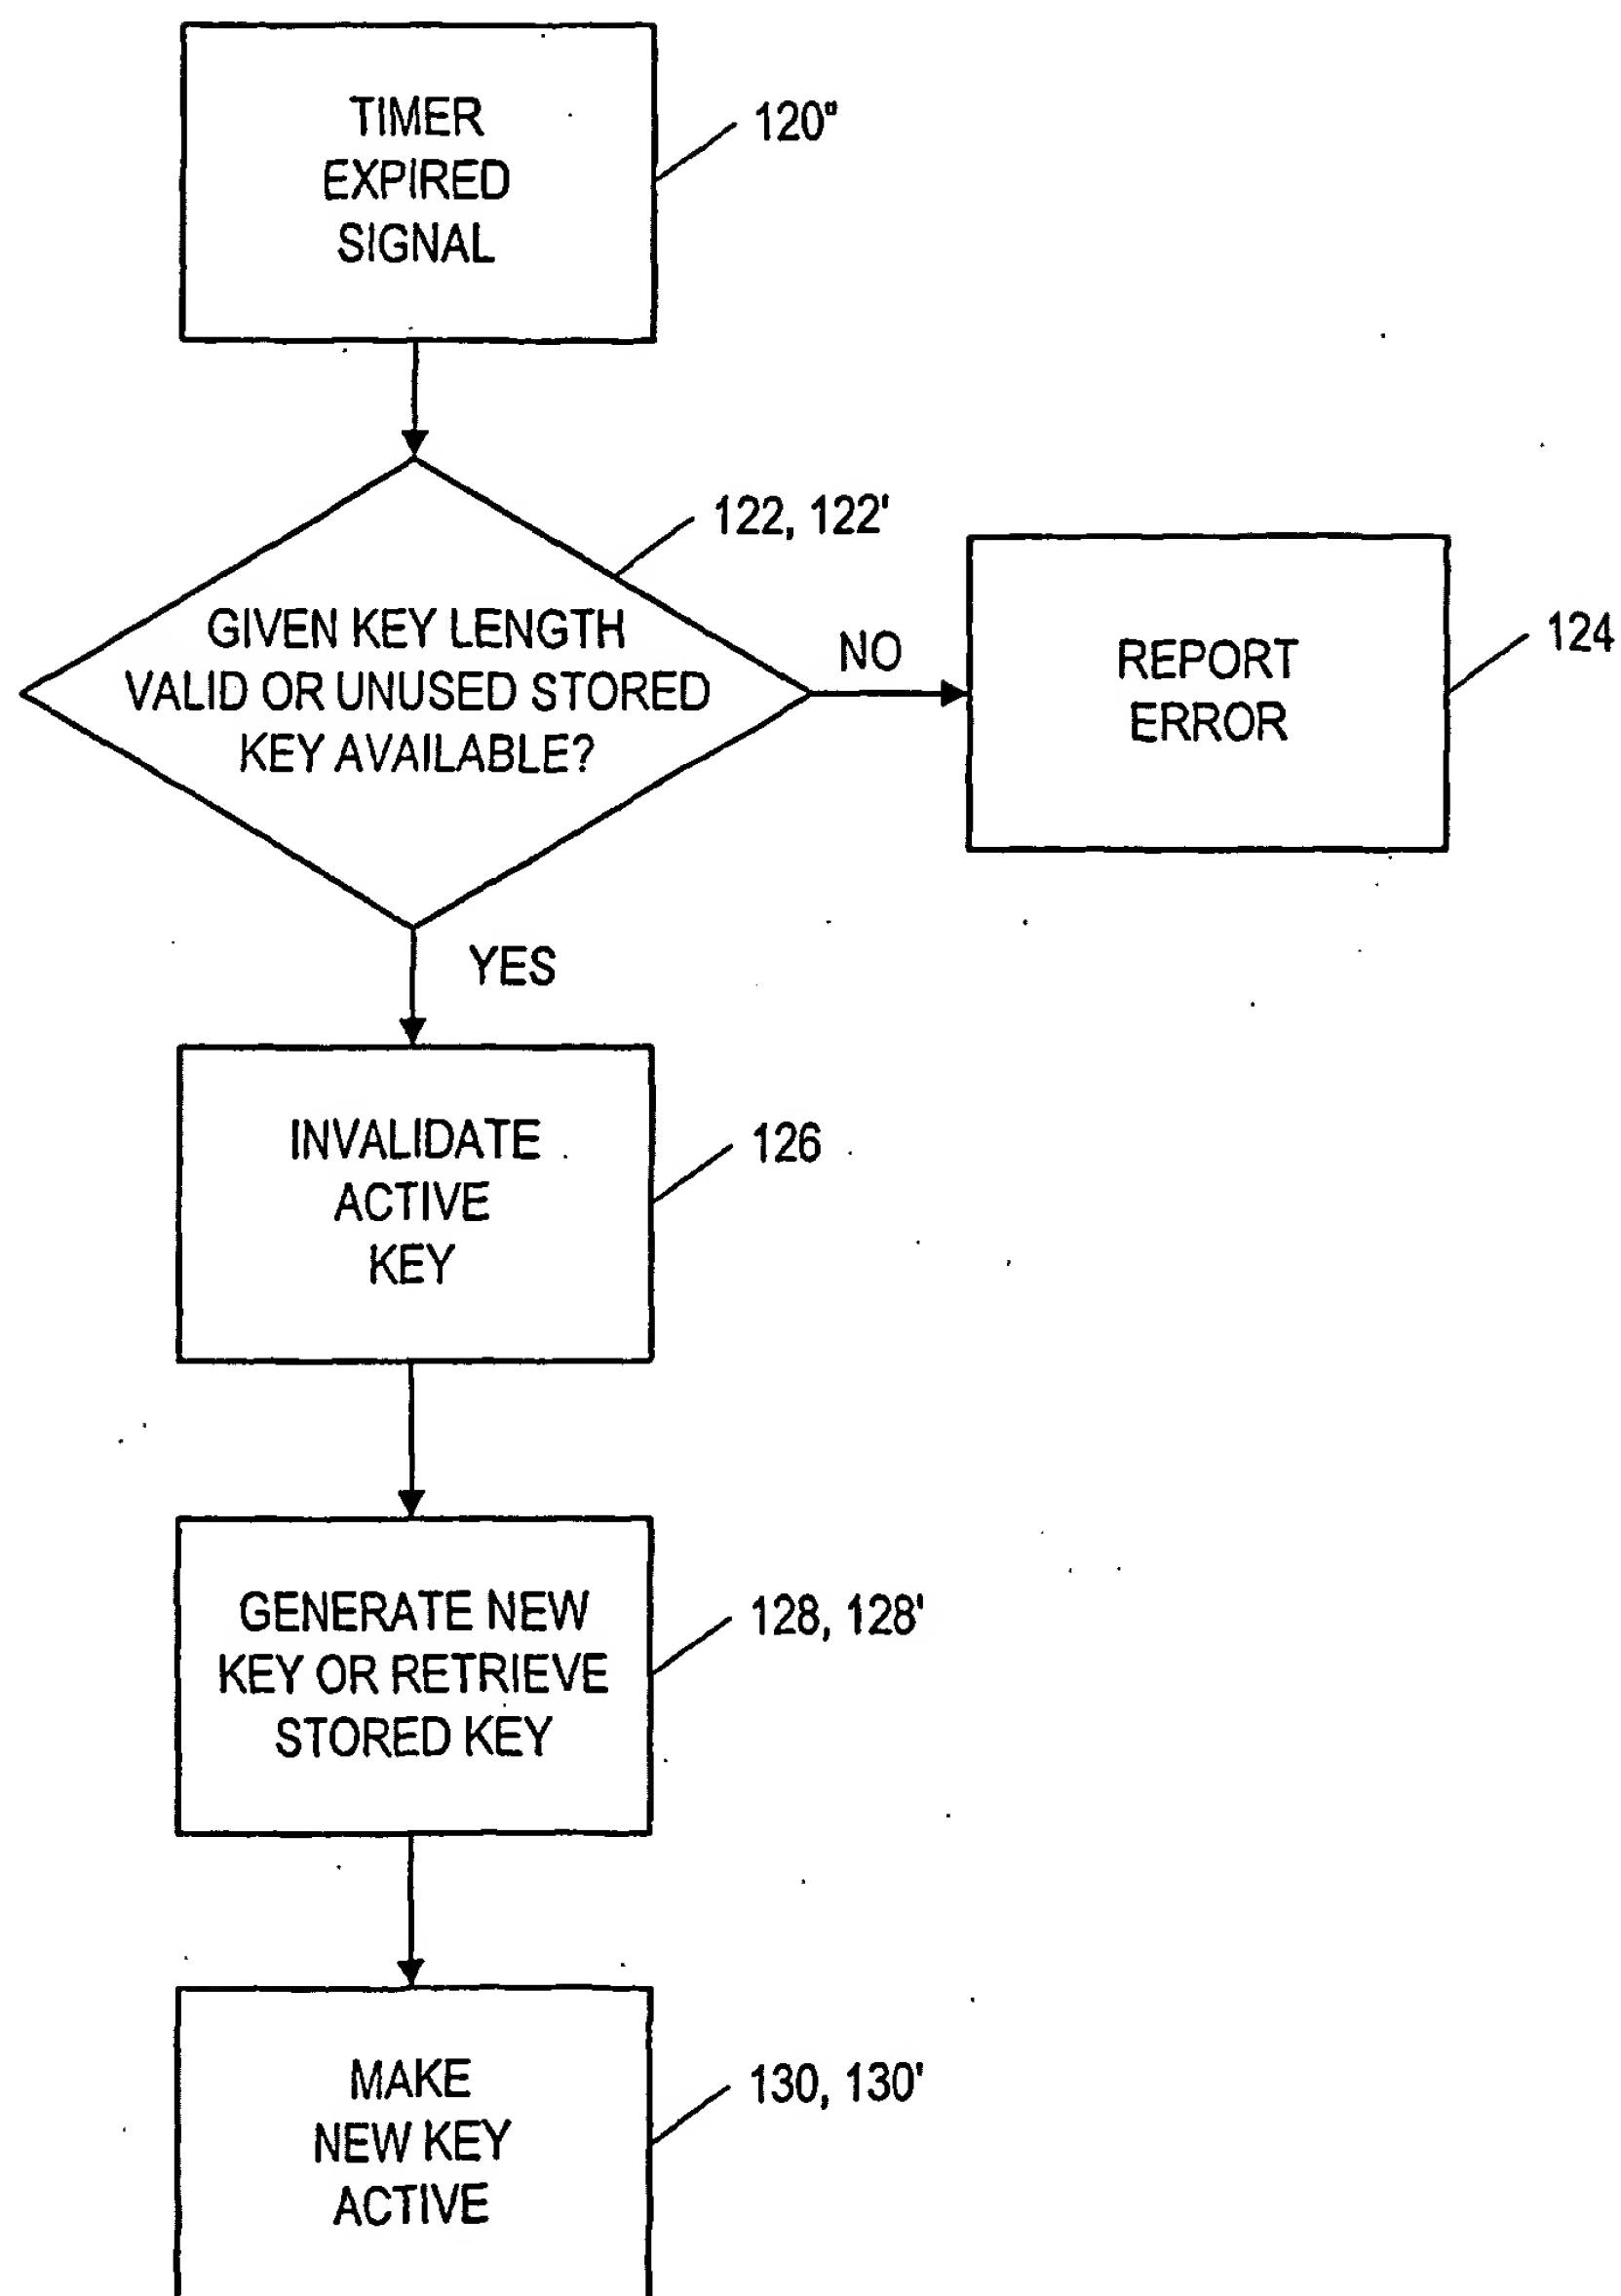 TIMER
EXPIRED
SIGNAL
120"
122, 122'
GIVEN KEY LENGTH
VALID OR UNUSED STORED
KEY AVAILABLE?
NO
REPORT
ERROR
124
YES
INVALIDATE
ACTIVE
KEY
126
GENERATE NEW
KEY OR RETRIEVE
STORED KEY
128, 128'
MAKE
NEW KEY
ACTIVE
130, 130'